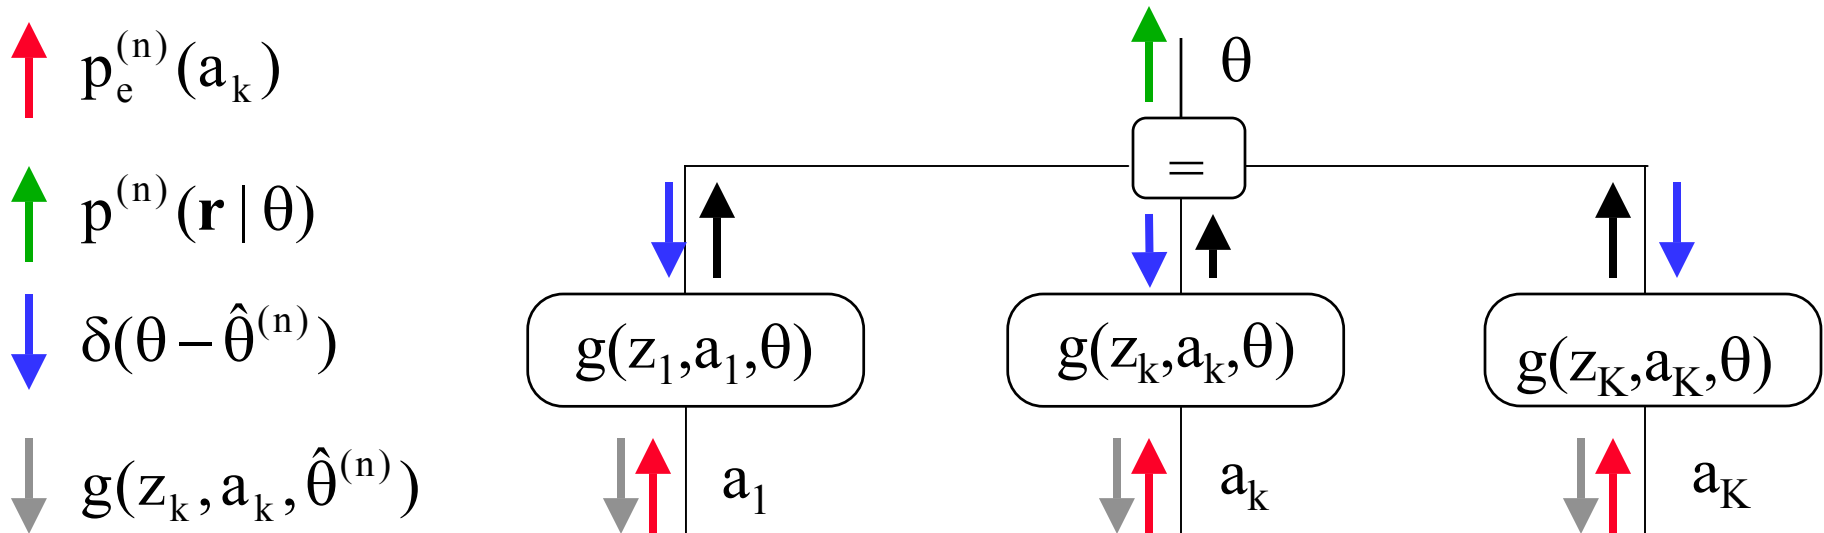 p_e^{(n)}(a_k)
p^{(n)}(r | θ)
δ(θ − θ̂^{(n)})
g(z_k, a_k, θ̂^{(n)})
θ
=
g(z_1,a_1,θ) g(z_k,a_k,θ) g(z_K,a_K,θ)
a_1 a_k a_K